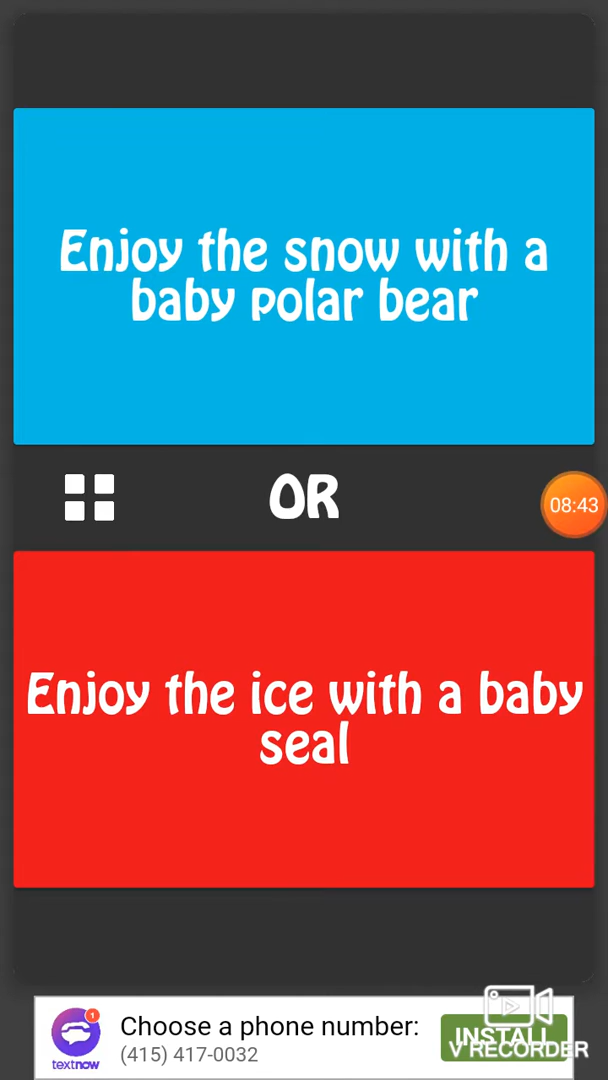 Enjoy the snow with a
baby polar bear
OR
08:43
Enjoy the ice with a baby
seal
1
textnow
Choose a phone number:
(415) 417-0032
INSTALL
V RECORDER